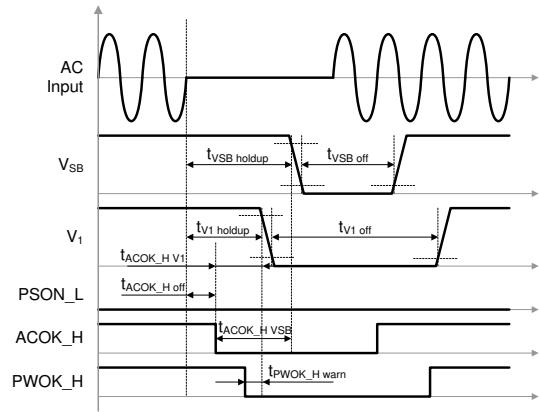 AC
Input
VSB
tVSB holdup
tVSB off
V1
tV1 holdup
tV1 off
tACOK_H V1
tACOK_H off
PSON_L
ACOK_H
tACOK_H VSB
PWOK_H
tPWOK_H warn